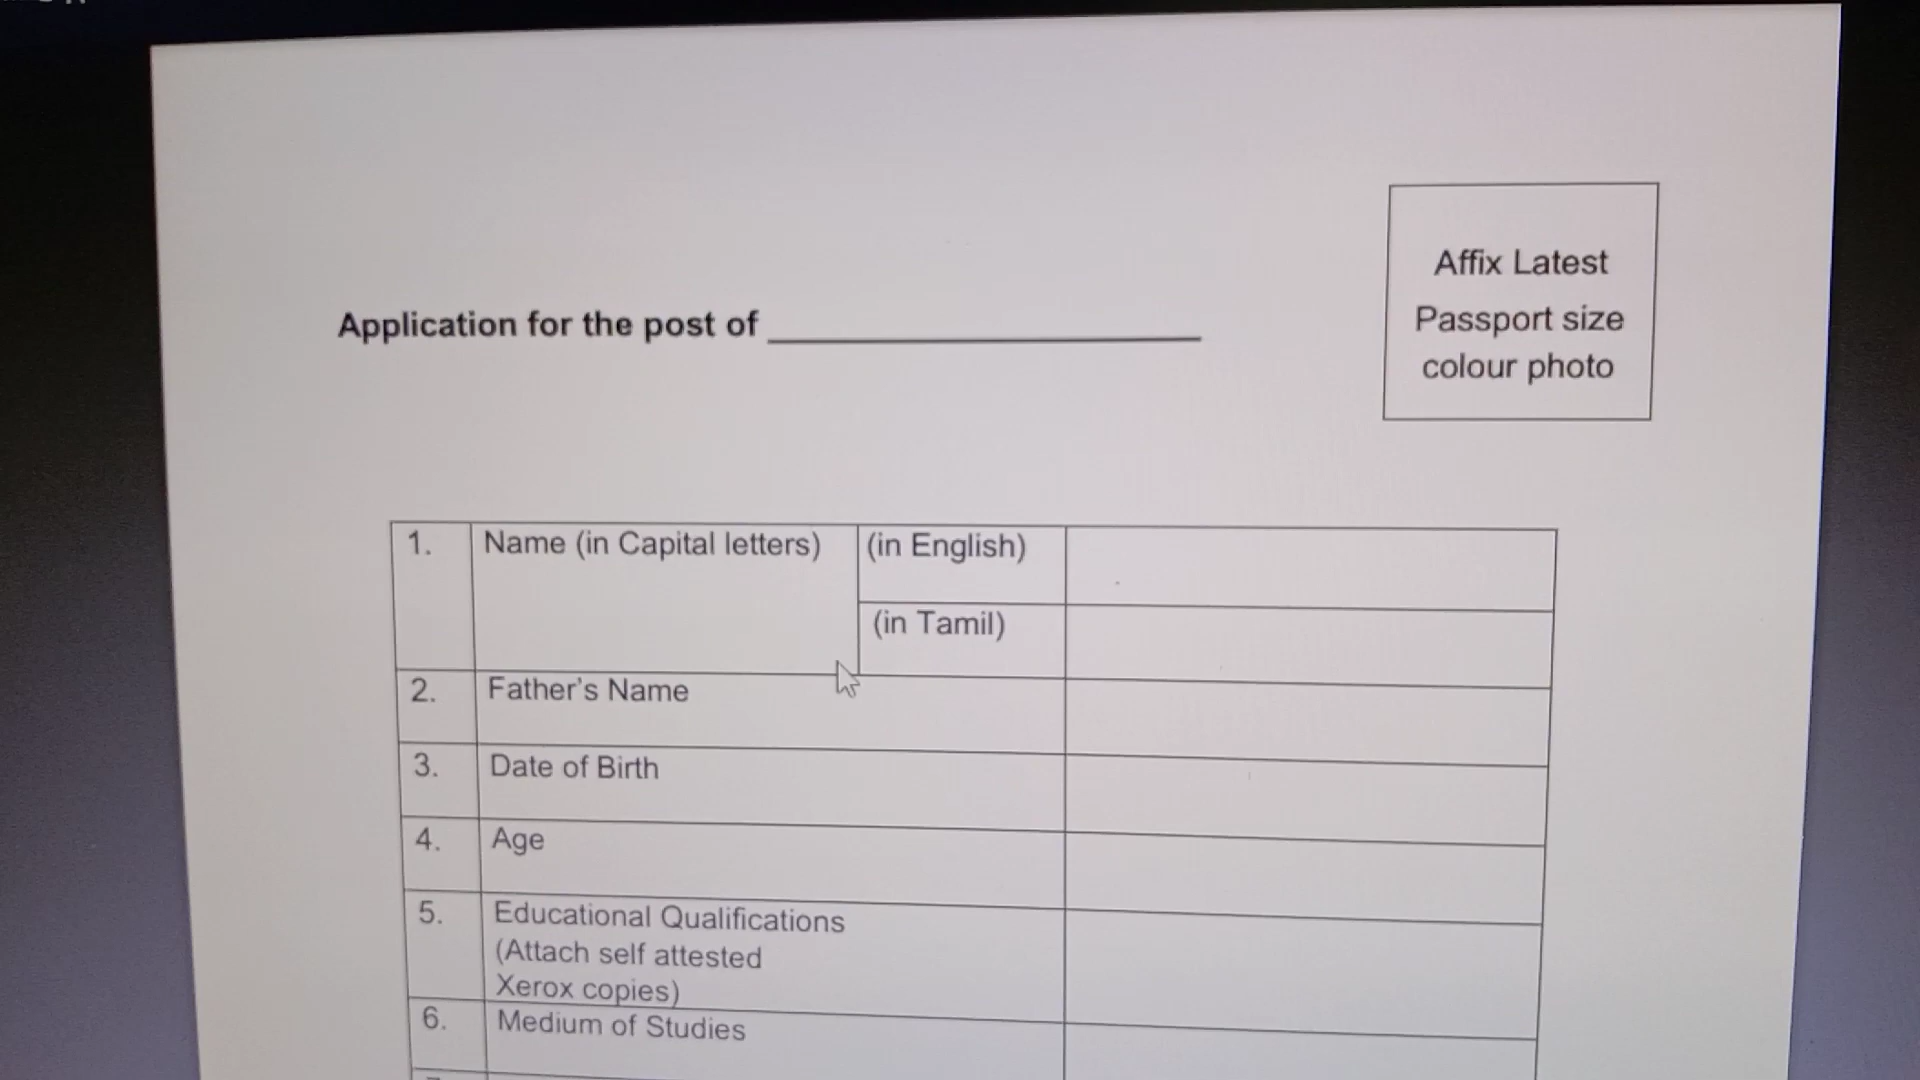 Affix Latest
Passport size
colour photo
Application for the post of
1. Name (in Capital letters) (in English)
(in Tamil)
2. Father's Name
3. Date of Birth
4. Age
5. Educational Qualifications
(Attach self attested
Xerox copies)
6. Medium of Studies